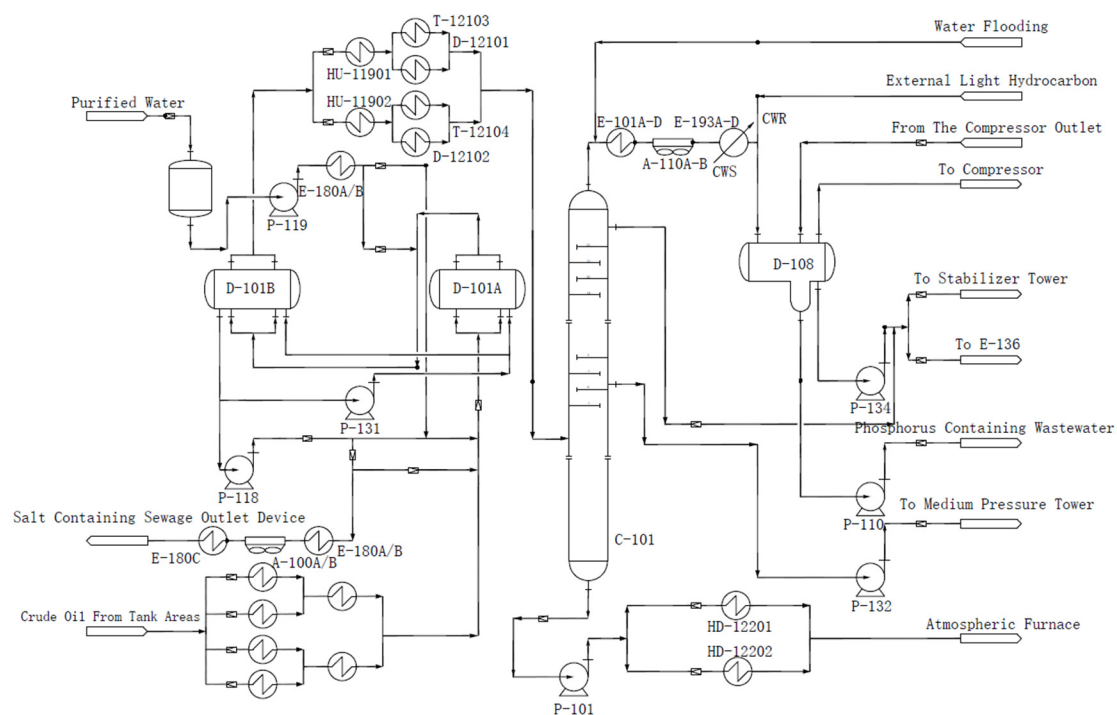 T-12103
Water Flooding
D-12101
HU-11901
External Light Hydrocarbon
Purified Water
HU-11902
E-101A-D
E-193A-D
CWR
From The Compressor Outlet
T-12104
D-12102
A-110A-B
CWS
To Compressor
E-180A/B
P-119
D-101B
D-101A
D-108
To Stabilizer Tower
To E-136
P-131
P-134
Phosphorus Containing Wastewater
P-118
P-110
To Medium Pressure Tower
Salt Containing Sewage Outlet Device
E-180C
A-100A/B
E-180A/B
C-101
P-132
Crude Oil From Tank Areas
HD-12201
Atmospheric Furnace
HD-12202
P-101